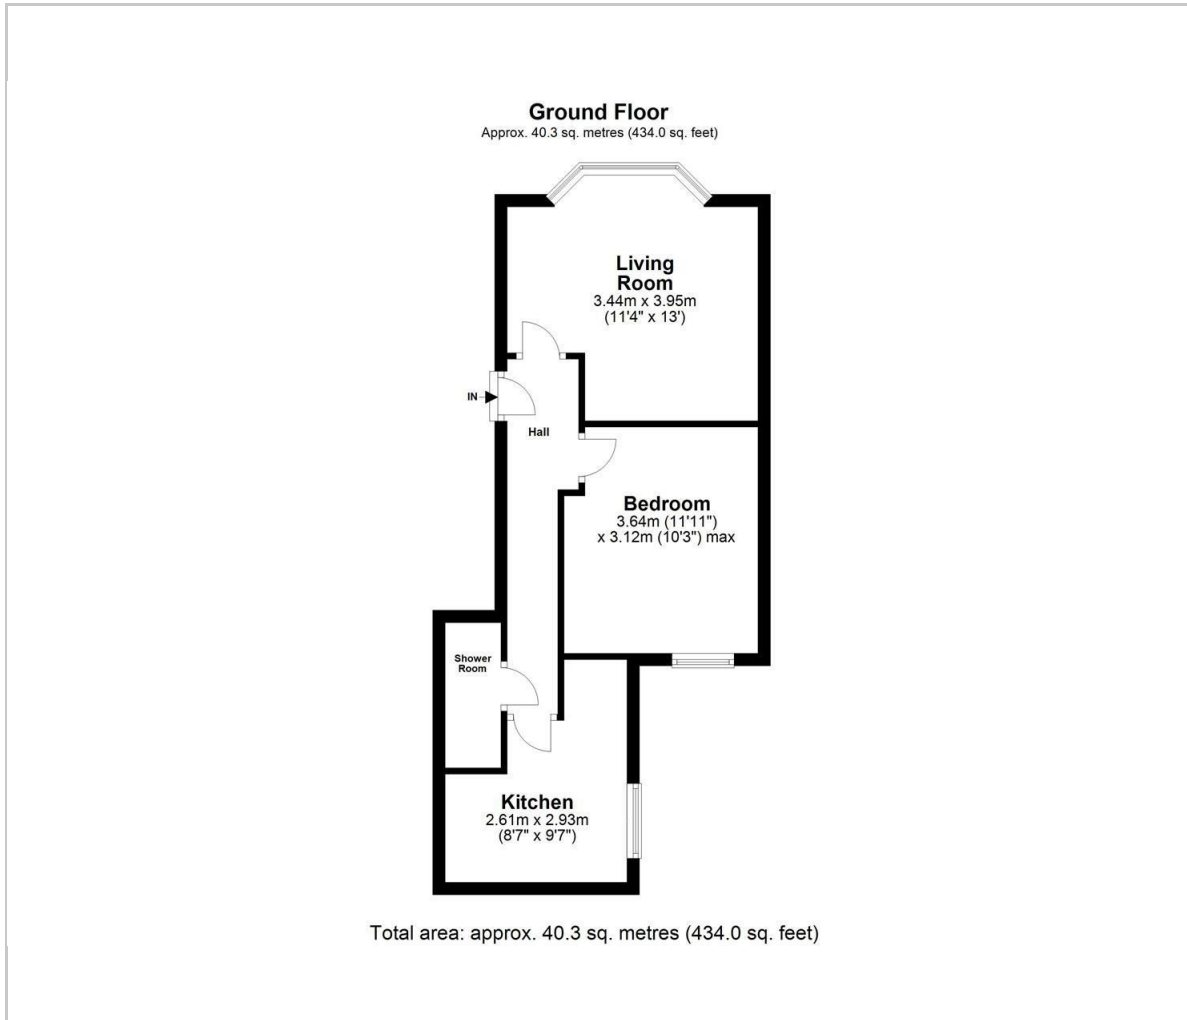 Ground Floor
Approx. 40.3 sq. metres (434.0 sq. feet)
Living
Room
3.44m x 3.95m
(11'4" x 13')
IN
Hall
Bedroom
3.64m (11'11")
x 3.12m (10'3") max
Shower
Room
Kitchen
2.61m x 2.93m
(8'7" x 9'7")
Total area: approx. 40.3 sq. metres (434.0 sq. feet)